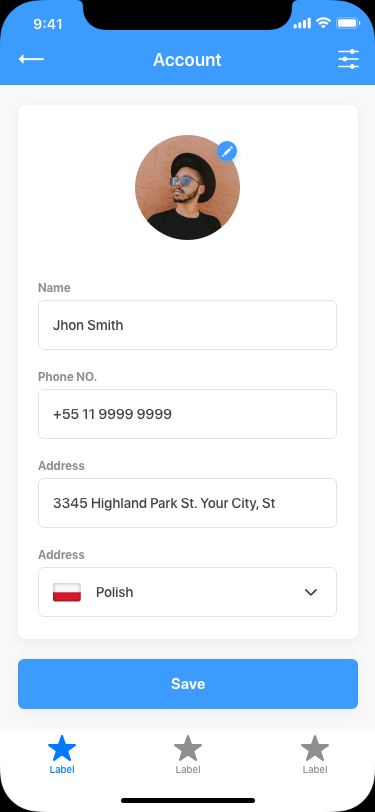 9:41
Account
Name
Jhon Smith
Phone NO.
+55 11 9999 9999
Address
3345 Highland Park St. Your City, St
Address
Polish
Save
Label Label Label